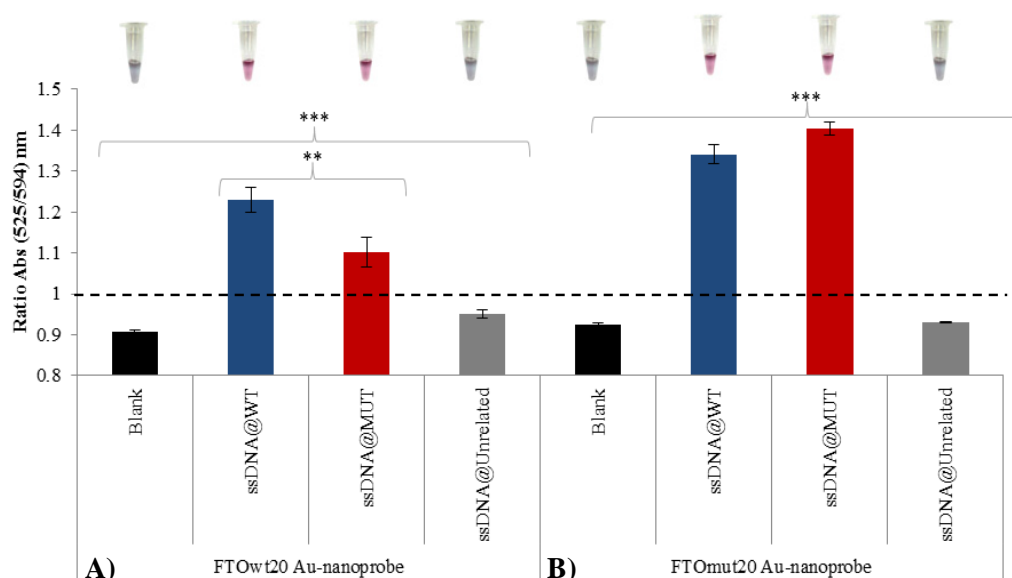 1.5
1.4
1.3
1.2
1.1
1
0.9
0.8
Ratio Abs (525/594) nm
***
**
***
Blank
ssDNA@WT
ssDNA@MUT
ssDNA@Unrelated
Blank
ssDNA@WT
ssDNA@MUT
ssDNA@Unrelated
A) FTOwt20 Au-nanoprobe
B) FTOmut20 Au-nanoprobe